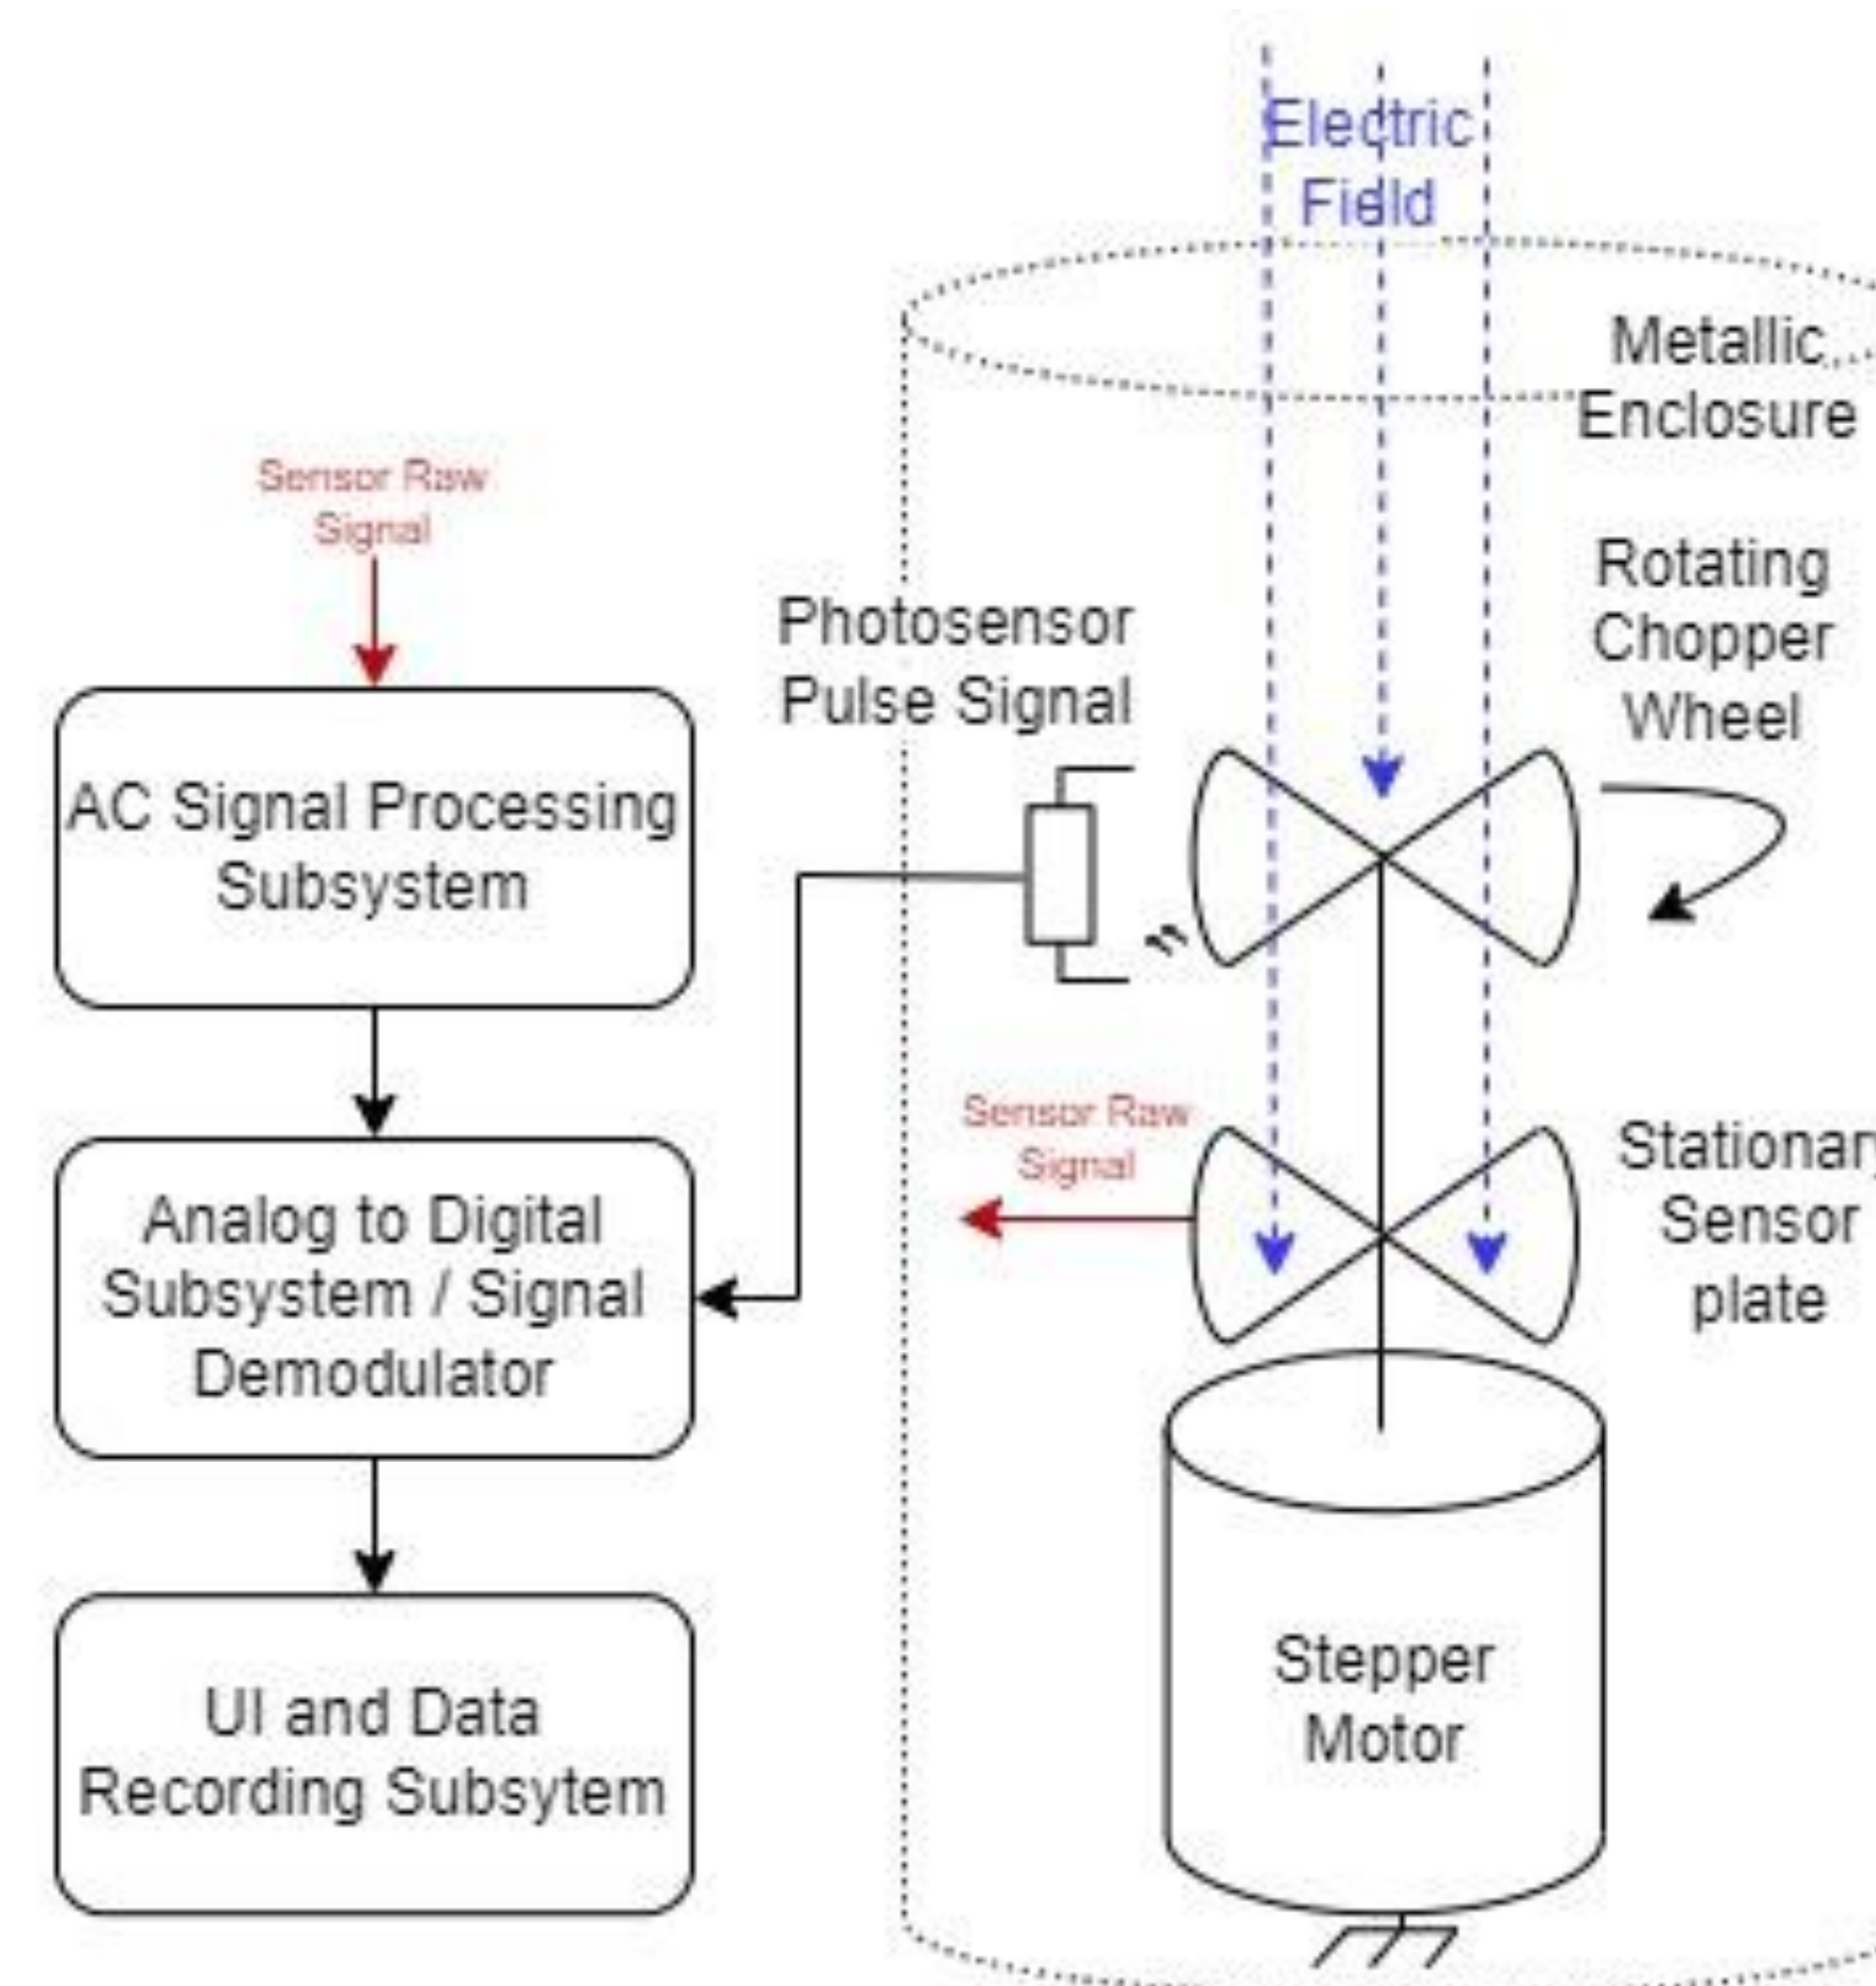 Electric
Field
Metallic
Enclosure
Sensor Raw
Signal
Rotating
Chopper
Wheel
Photosensor
Pulse Signal
AC Signal Processing
Subsystem
Sensor Raw
Signal
Stationary
Sensor
plate
Analog to Digital
Subsystem / Signal
Demodulator
Stepper
Motor
UI and Data
Recording Subsytem